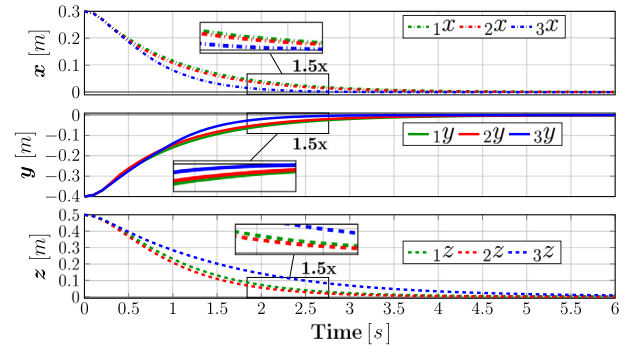 0.3
0.2
0.1
0
x [m]
1.5x
₁x ₂x ₃x
0
−0.1
−0.2
−0.3
−0.4
y [m]
1.5x
₁y ₂y ₃y
0.5
0.4
0.3
0.2
0.1
0
z [m]
1.5x
₁z ₂z ₃z
0 0.5 1 1.5 2 2.5 3 3.5 4 4.5 5 5.5 6
Time [s]